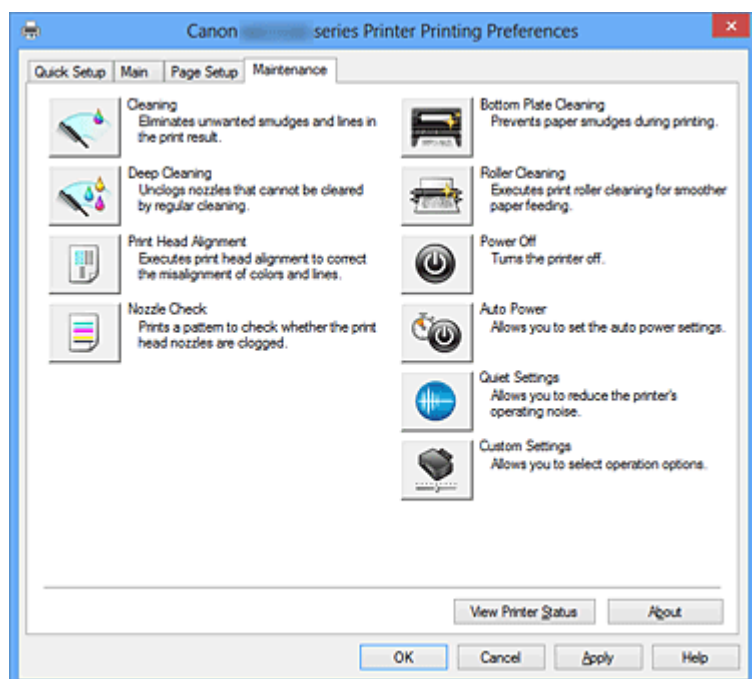 Canon series Printer Printing Preferences
Quick Setup Main Page Setup Maintenance
Cleaning
Eliminates unwanted smudges and lines in
the print result.
Deep Cleaning
Unclogs nozzles that cannot be cleared
by regular cleaning.
Print Head Alignment
Executes print head alignment to correct
the misalignment of colors and lines.
Nozzle Check
Prints a pattern to check whether the print
head nozzles are clogged.
Bottom Plate Cleaning
Prevents paper smudges during printing.
Roller Cleaning
Executes print roller cleaning for smoother
paper feeding.
Power Off
Turns the printer off.
Auto Power
Allows you to set the auto power settings.
Quiet Settings
Allows you to reduce the printer's
operating noise.
Custom Settings
Allows you to select operation options.
View Printer Status About
OK Cancel Apply Help